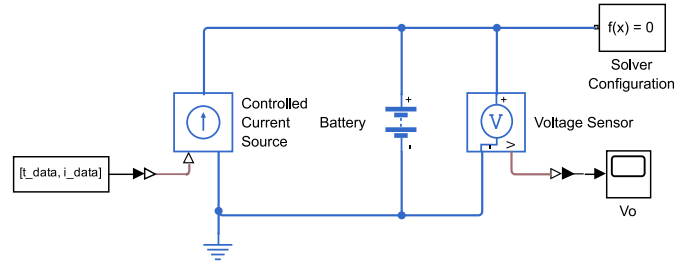 f(x) = 0
Solver
Configuration
Controlled
Current
Source
Battery
+
-
+
V
-
V
Voltage Sensor
[t_data, i_data]
Vo